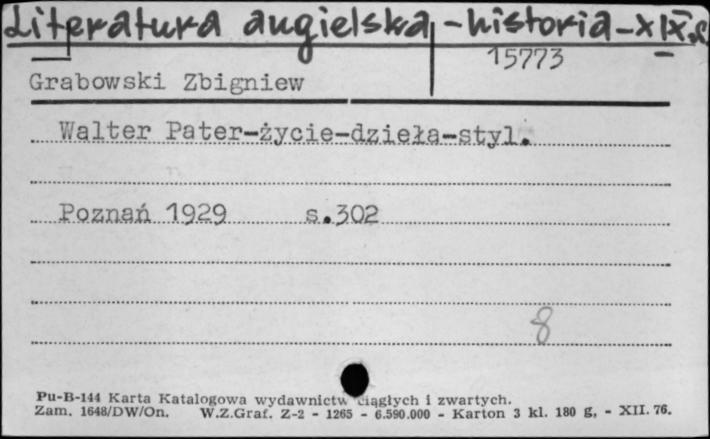 Literatura angielska - historia - XIX w.
15773
Grabowski Zbigniew
Walter Pater-życie-dzieła-styl.
Poznań 1929 s.302
8
Pu-B-144 Karta Katalogowa wydawnictw ciągłych i zwartych.
Zam. 1648/DW/On. W.Z.Graf. Z-2 - 1265 - 6.590.000 - Karton 3 kl. 180 g, - XII. 76.